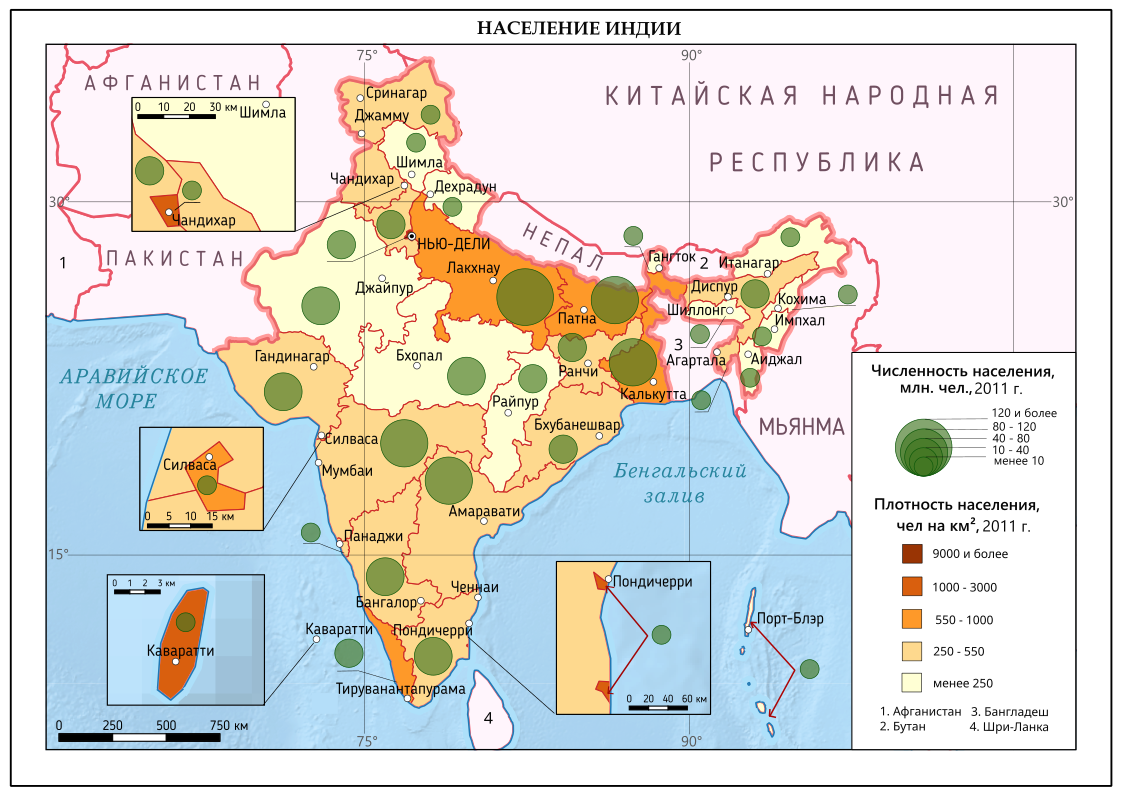 НАСЕЛЕНИЕ ИНДИИ
75°
90°
АФГАНИСТАН
КИТАЙСКАЯ НАРОДНАЯ
РЕСПУБЛИКА
0 10 20 30 км
Шимла
Чандихар
Сринагар
Джамму
Шимла
Чандихар
Дехрадун
30°
30°
НЬЮ-ДЕЛИ
НЕПАЛ
1
ПАКИСТАН
Лакхнау
Джайпур
Гангток
2
Итанагар
Диспур
Кохима
Шиллонг
Импхал
Патна
3
Агартала
Аиджал
Гандинагар
Бхопал
Ранчи
Калькутта
Райпур
Бхубанешвар
АРАВИЙСКОЕ
МОРЕ
МЬЯНМА
Силваса
Мумбаи
Силваса
0 5 10 15 км
Бенгальский
залив
Амаравати
Панаджи
15°
Бангалор
Ченнаи
Пондичерри
Каваратти
Тируванантапурама
0 1 2 3 км
Каваратти
Пондичерри
0 20 40 60 км
Порт-Блэр
4
0 250 500 750 км
75°
90°
Численность населения,
млн. чел., 2011 г.
120 и более
80 - 120
40 - 80
10 - 40
менее 10
Плотность населения,
чел на км², 2011 г.
9000 и более
1000 - 3000
550 - 1000
250 - 550
менее 250
1. Афганистан 3. Бангладеш
2. Бутан 4. Шри-Ланка